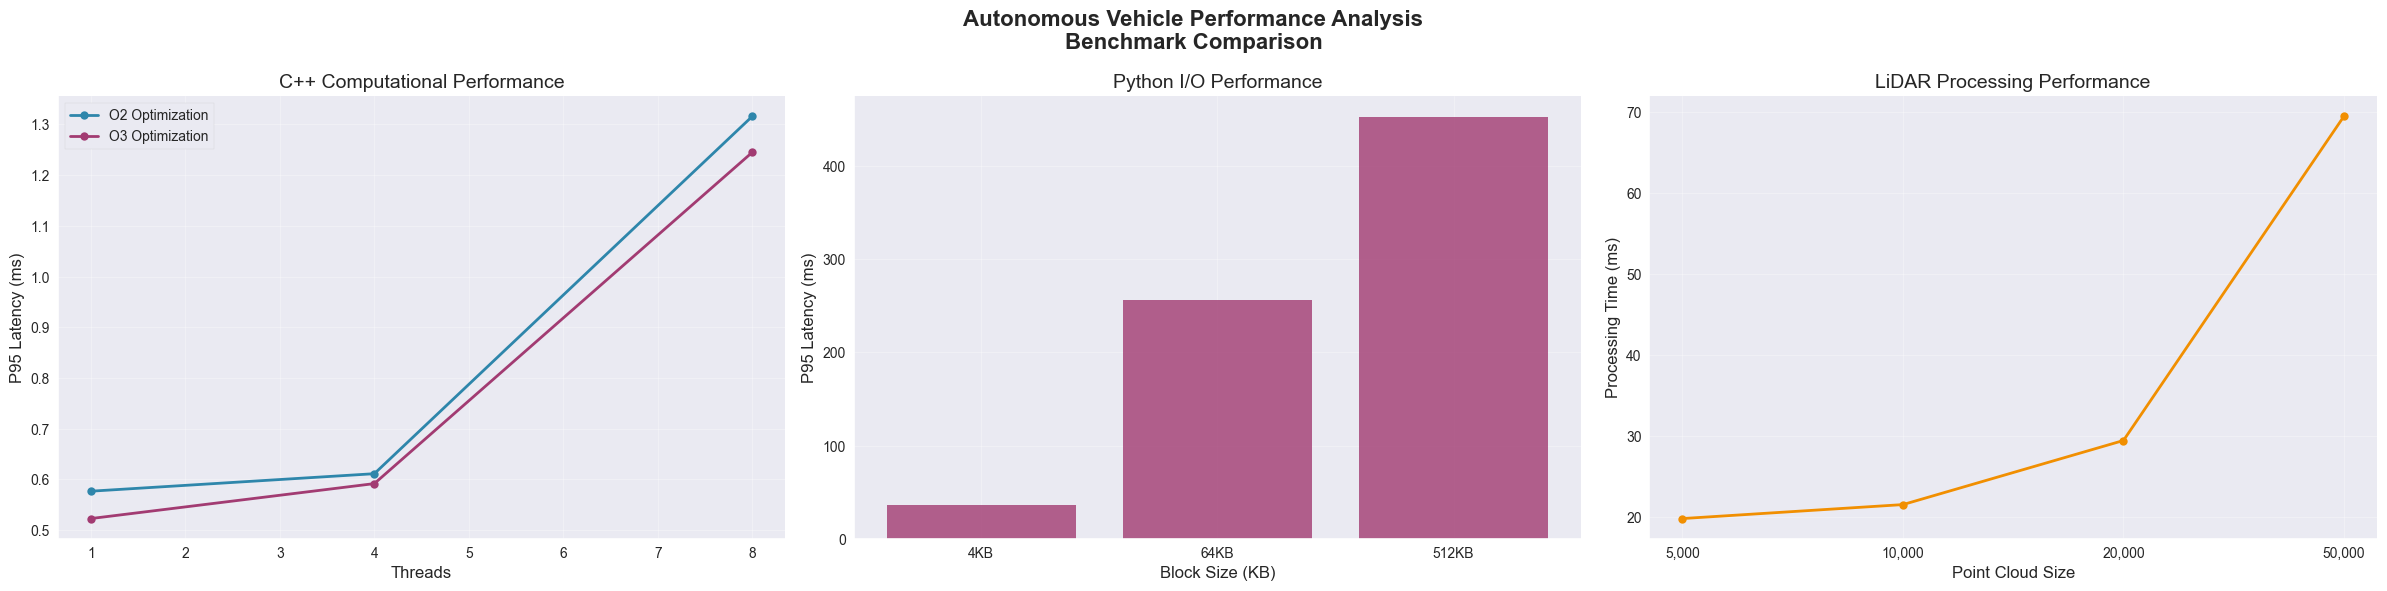 Autonomous Vehicle Performance Analysis
Benchmark Comparison
C++ Computational Performance
O2 Optimization
O3 Optimization
P95 Latency (ms)
1.3
1.2
1.1
1.0
0.9
0.8
0.7
0.6
0.5
1 2 3 4 5 6 7 8
Threads
Python I/O Performance
P95 Latency (ms)
400
300
200
100
0
4KB 64KB 512KB
Block Size (KB)
LiDAR Processing Performance
Processing Time (ms)
70
60
50
40
30
20
5,000 10,000 20,000 50,000
Point Cloud Size